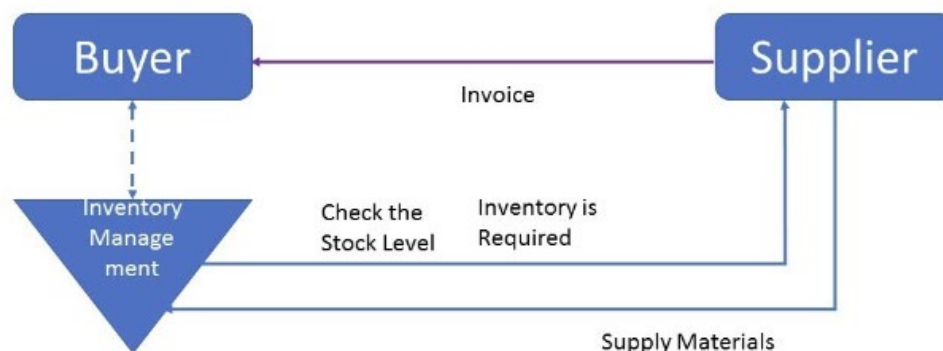 Buyer
Supplier
Invoice
Inventory
Manage
ment
Check the
Stock Level
Inventory is
Required
Supply Materials